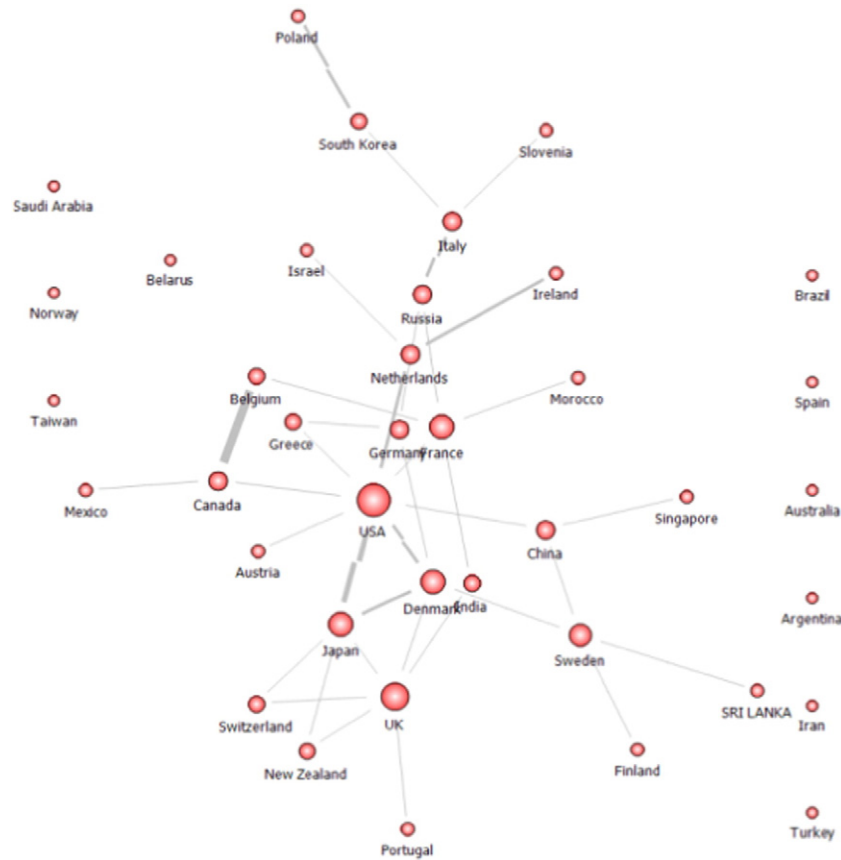 Poland
South Korea
Slovenia
Saudi Arabia
Italy
Belarus
Israel
Ireland
Brazil
Norway
Russia
Netherlands
Belgium
Morocco
Spain
Taiwan
Greece
Germany
France
Mexico
Canada
USA
Singapore
Australia
China
Austria
Denmark
India
Argentina
Japan
Sweden
Switzerland
UK
SRI LANKA
Iran
New Zealand
Finland
Portugal
Turkey